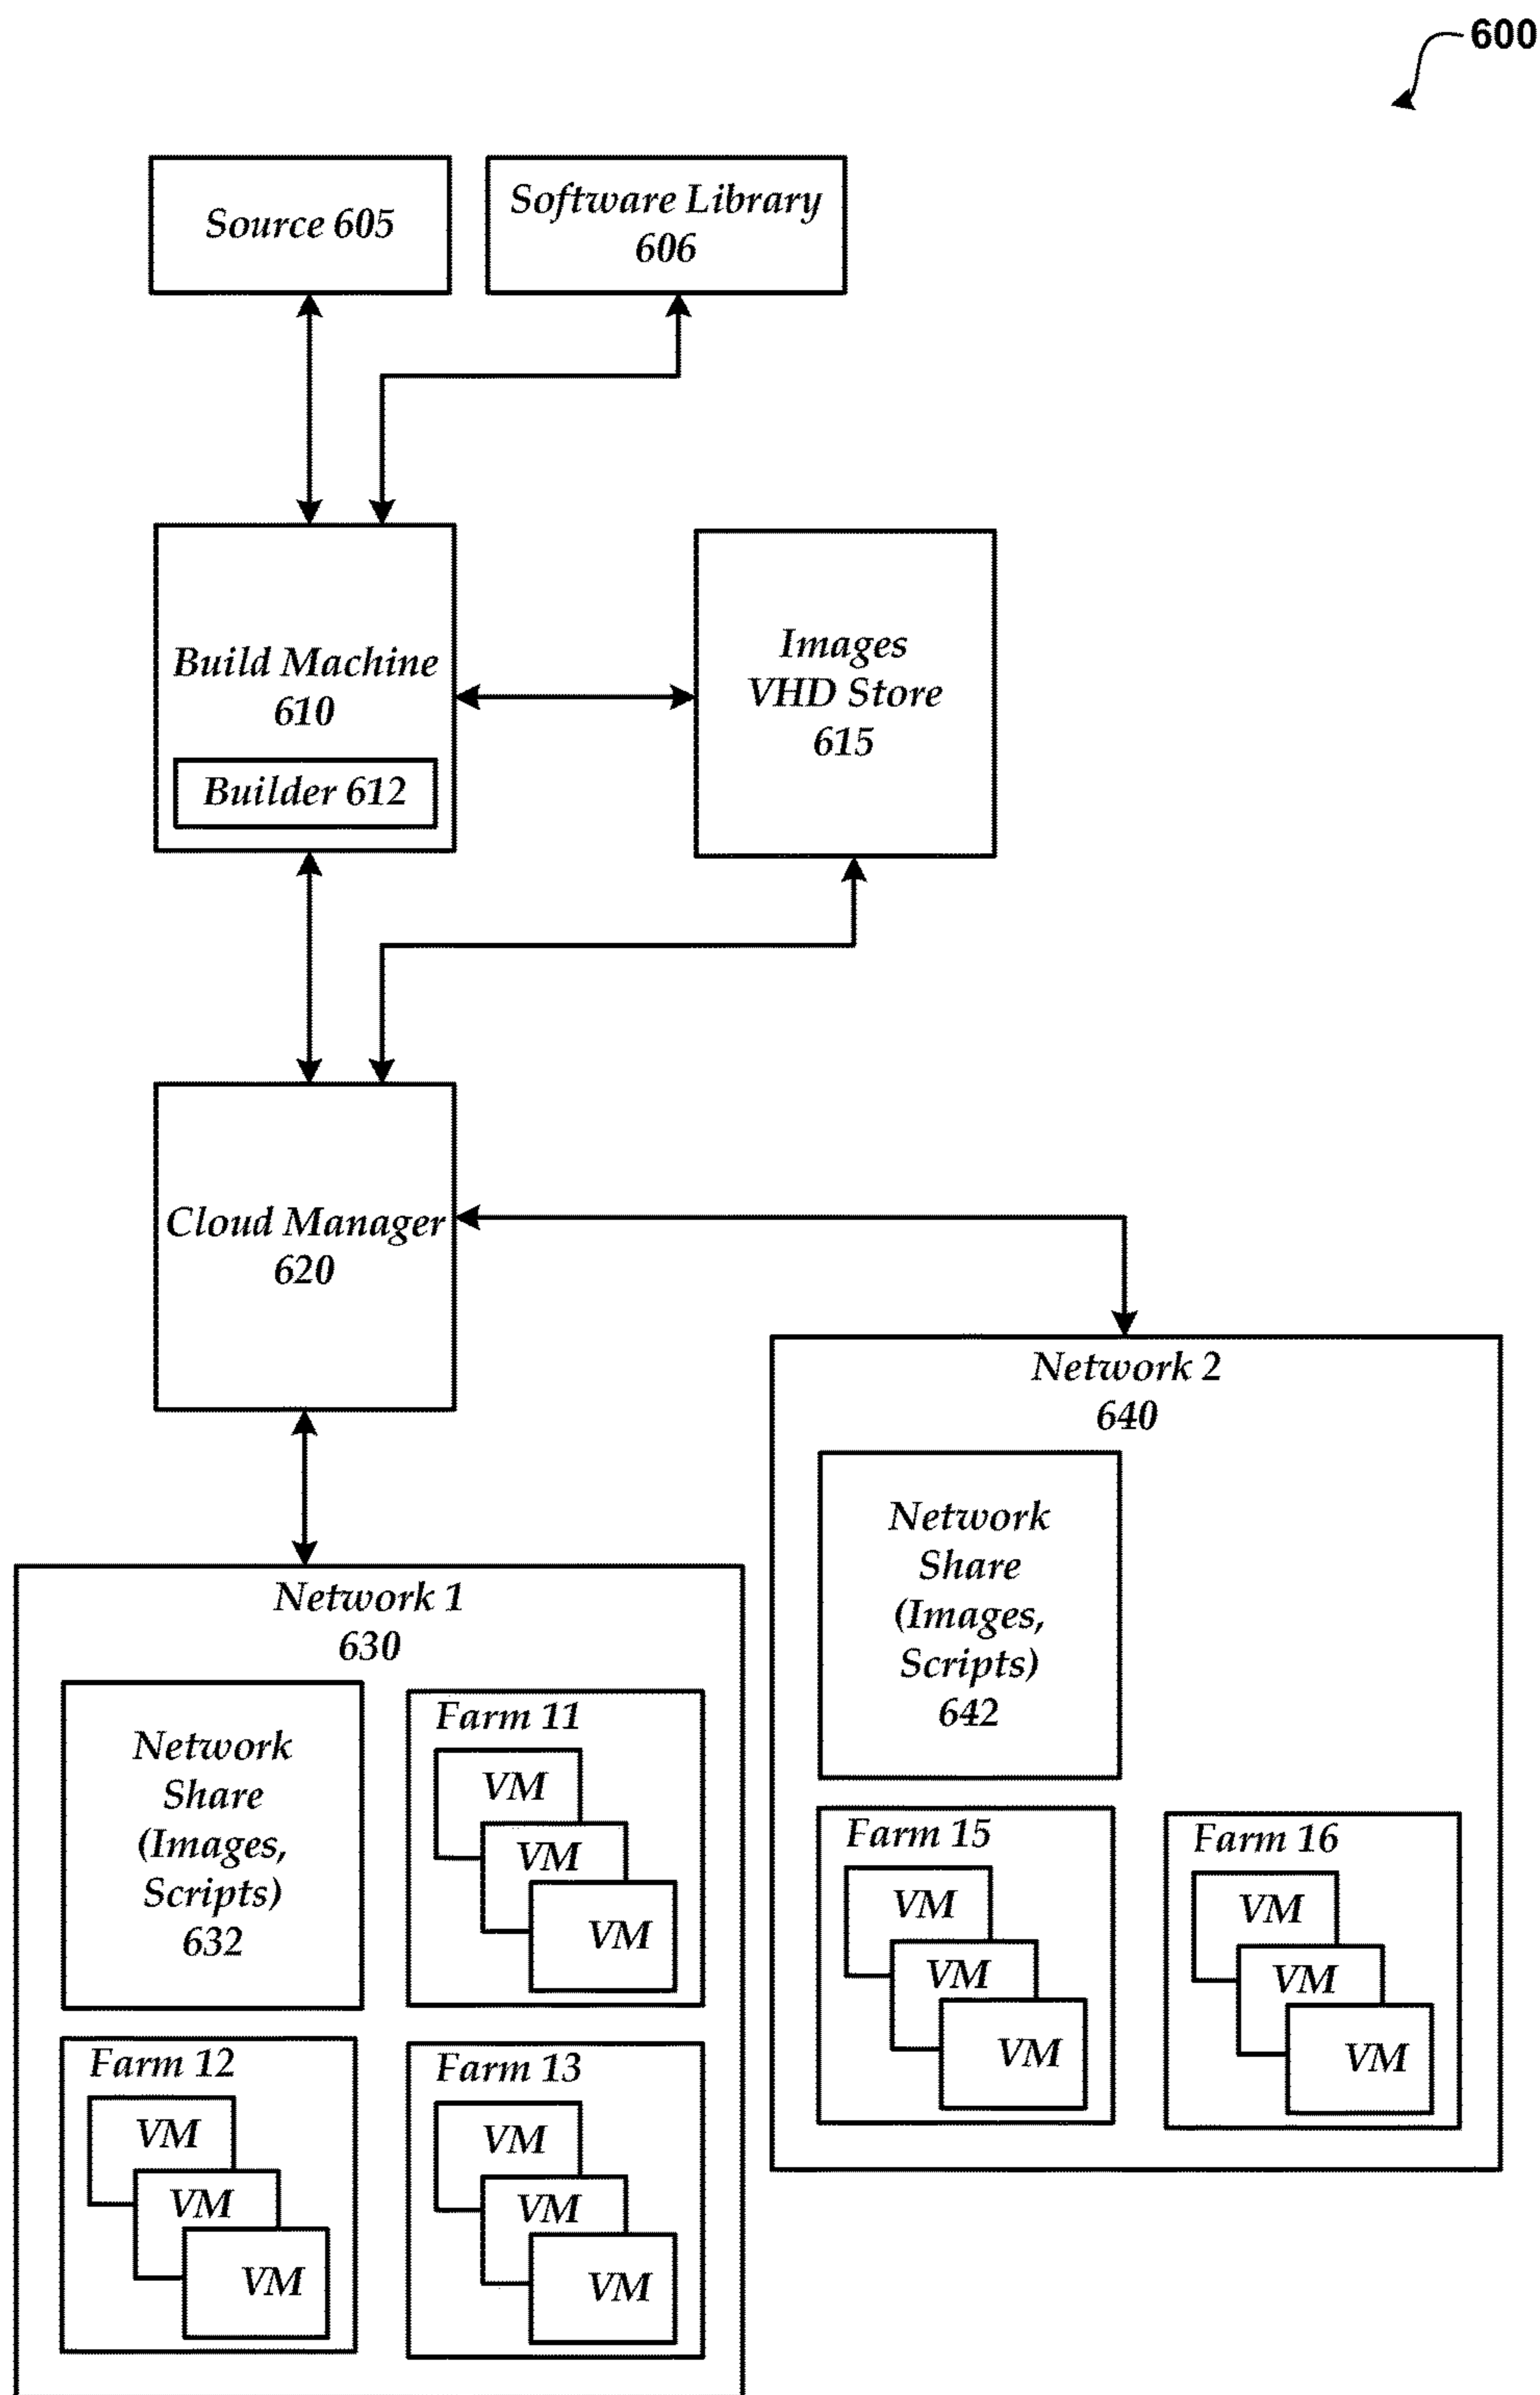 600
Source 605
Software Library
606
Build Machine
610
Builder 612
Images
VHD Store
615
Cloud Manager
620
Network 2
640
Network
Share
(Images,
Scripts)
642
Farm 15
VM
VM
VM
Farm 16
VM
VM
VM
Network 1
630
Network
Share
(Images,
Scripts)
632
Farm 11
VM
VM
VM
Farm 12
VM
VM
VM
Farm 13
VM
VM
VM